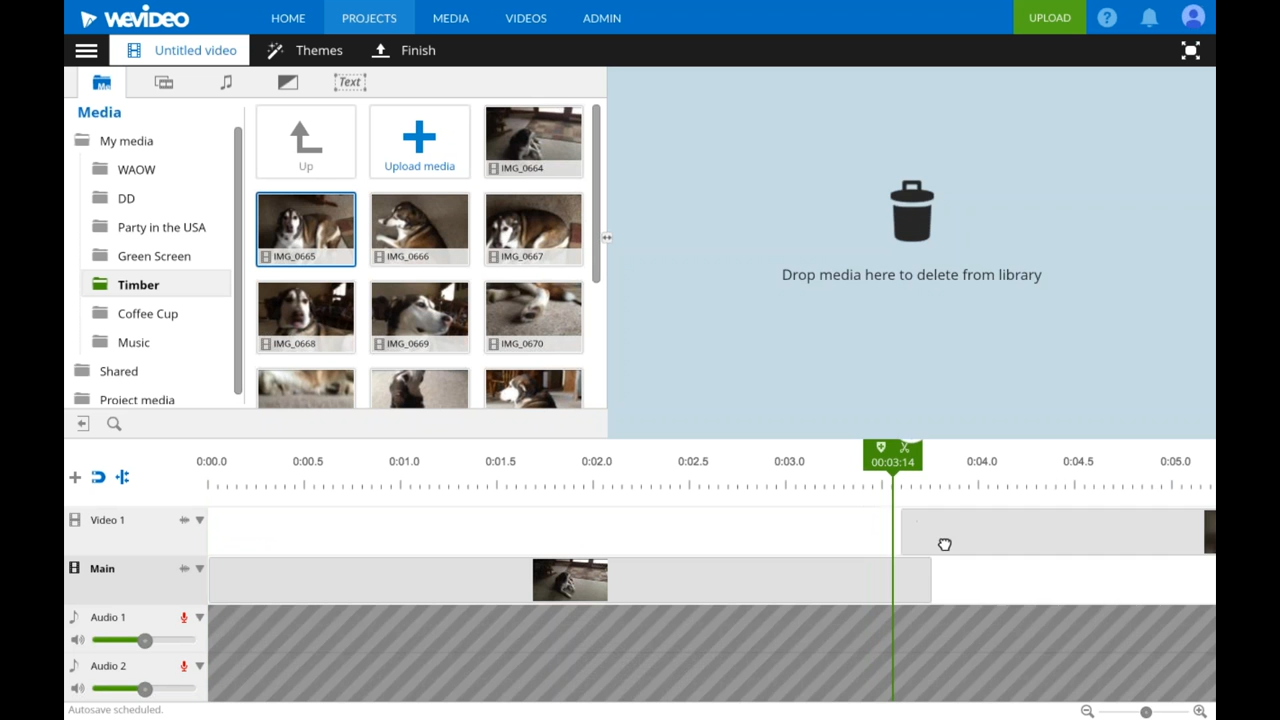 WEVIDEO HOME PROJECTS MEDIA VIDEOS ADMIN UPLOAD ?
Untitled video Themes Finish
Text
Media
My media
WAOW
DD
Party in the USA
Green Screen
Timber
Coffee Cup
Music
Shared
Project media
Up
Upload media
IMG_0664
IMG_0665
IMG_0666
IMG_0667
IMG_0668
IMG_0669
IMG_0670
Drop media here to delete from library
00:03:14
0:00.0 0:00.5 0:01.0 0:01.5 0:02.0 0:02.5 0:03.0 0:04.0 0:04.5 0:05.0
Video 1
Main
Audio 1
Audio 2
Autosave scheduled.